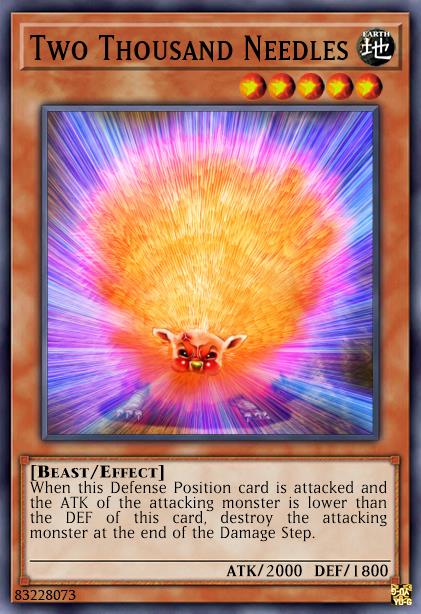 Two Thousand Needles
EARTH
地
[Beast/Effect]
When this Defense Position card is attacked and
the ATK of the attacking monster is lower than
the DEF of this card, destroy the attacking
monster at the end of the Damage Step.
ATK/2000 DEF/1800
83228073